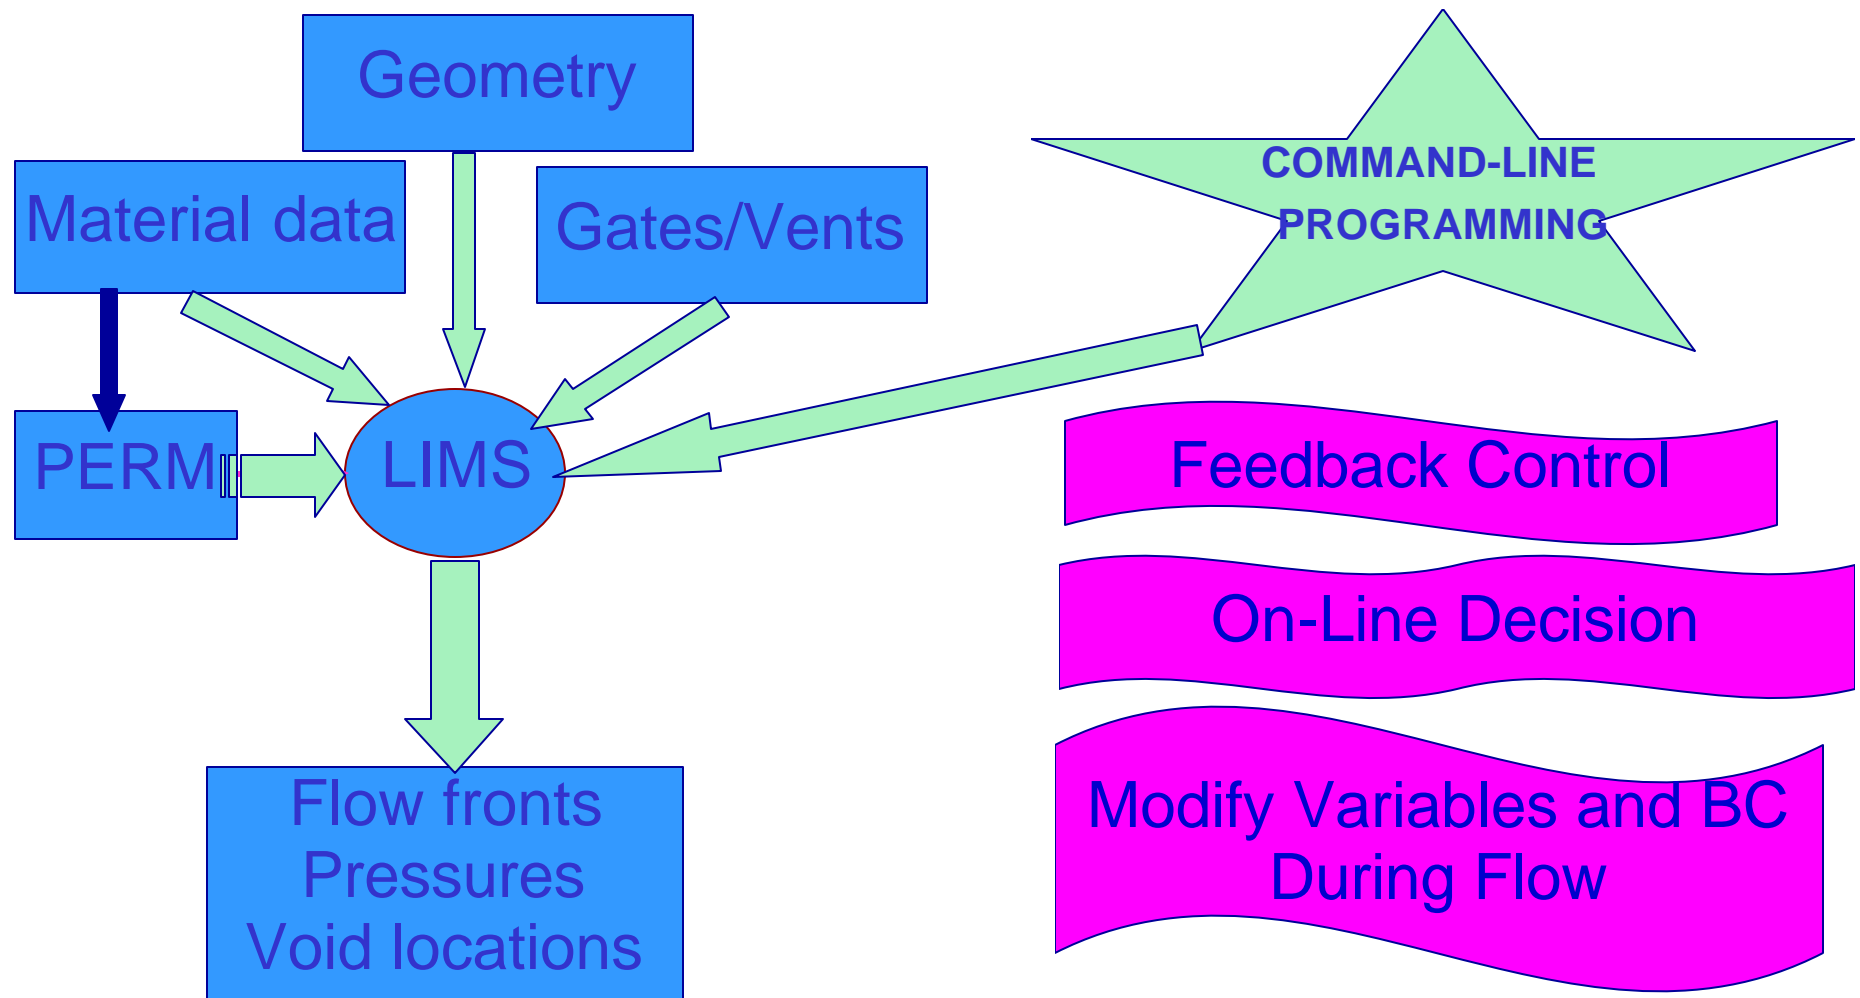 Geometry
Material data
Gates/Vents
COMMAND-LINE
PROGRAMMING
PERM
LIMS
Feedback Control
On-Line Decision
Modify Variables and BC
During Flow
Flow fronts
Pressures
Void locations